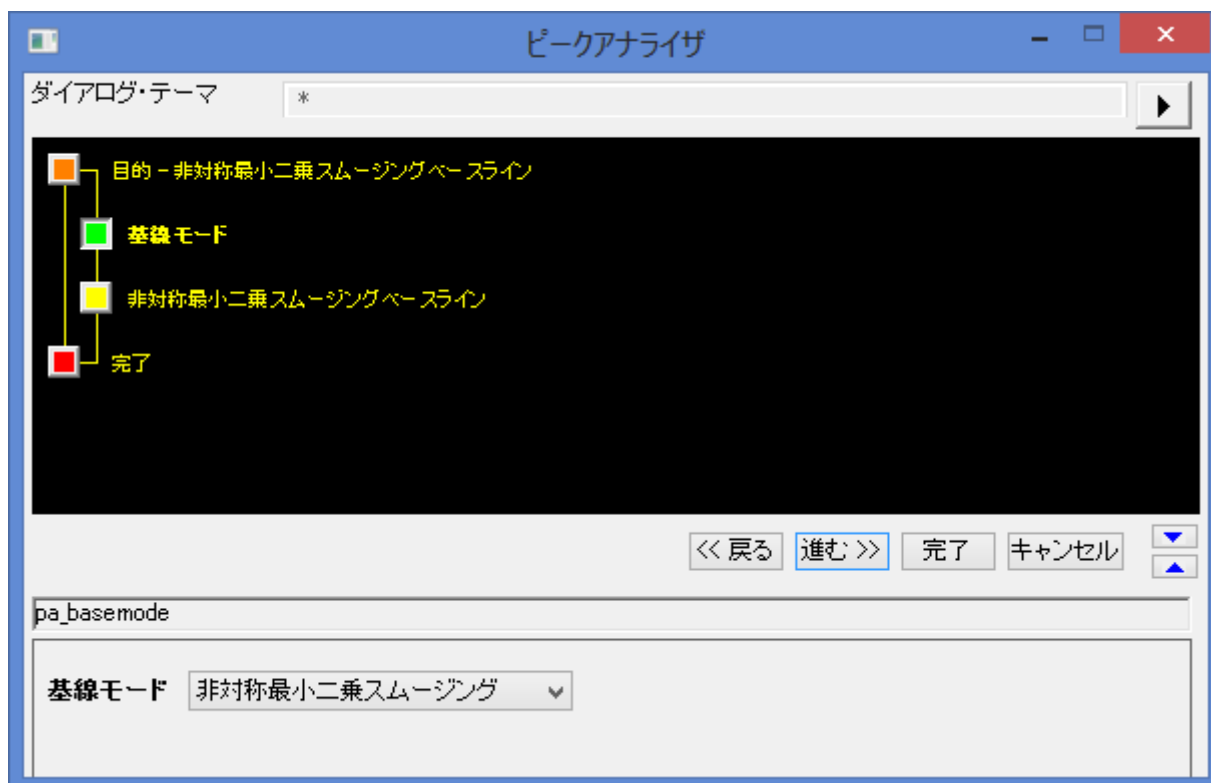 ピークアナライザ
ダイアログ・テーマ *
目的 - 非対称最小二乗スムージングベースライン
基線モード
非対称最小二乗スムージングベースライン
完了
<< 戻る 進む >> 完了 キャンセル
pa_basemode
基線モード 非対称最小二乗スムージング